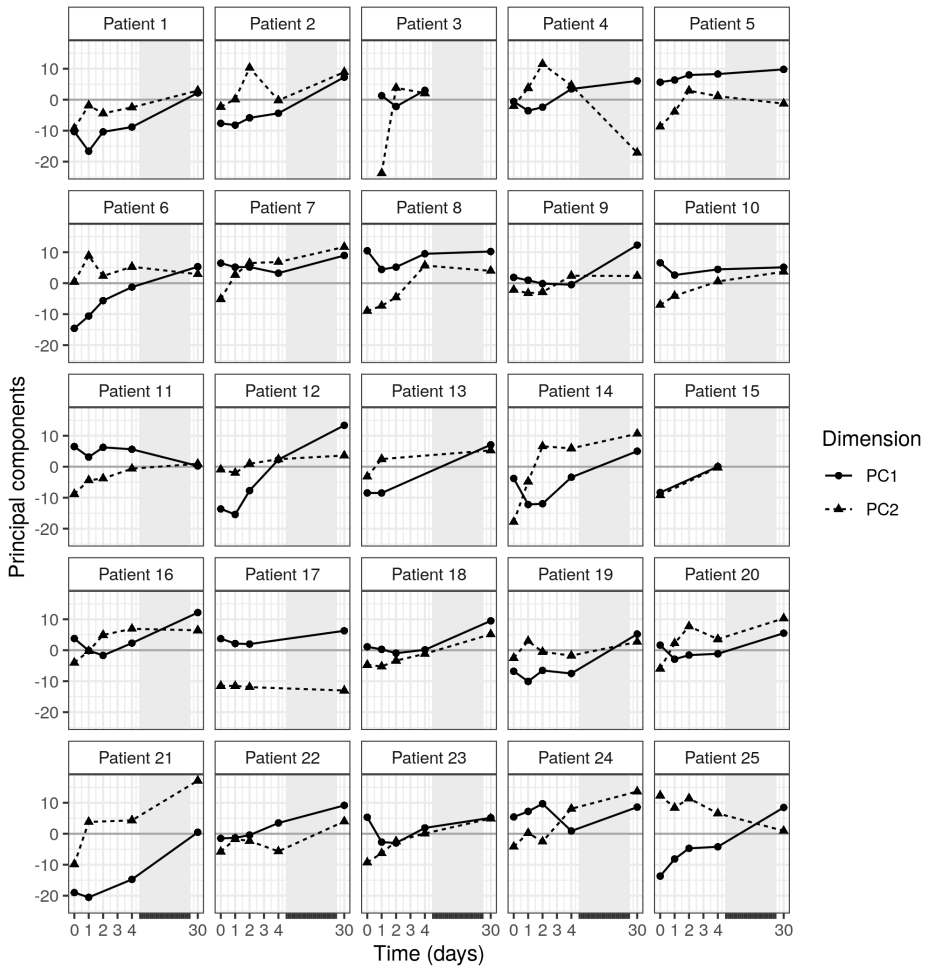 Patient 1 Patient 2 Patient 3 Patient 4 Patient 5
10
0
-10
-20
Patient 6 Patient 7 Patient 8 Patient 9 Patient 10
10
0
-10
-20
Patient 11 Patient 12 Patient 13 Patient 14 Patient 15
10
0
-10
-20
Patient 16 Patient 17 Patient 18 Patient 19 Patient 20
10
0
-10
-20
Patient 21 Patient 22 Patient 23 Patient 24 Patient 25
10
0
-10
-20
0 1 2 3 4 30 0 1 2 3 4 30 0 1 2 3 4 30 0 1 2 3 4 30 0 1 2 3 4 30
Time (days)
Principal components
Dimension
PC1
PC2